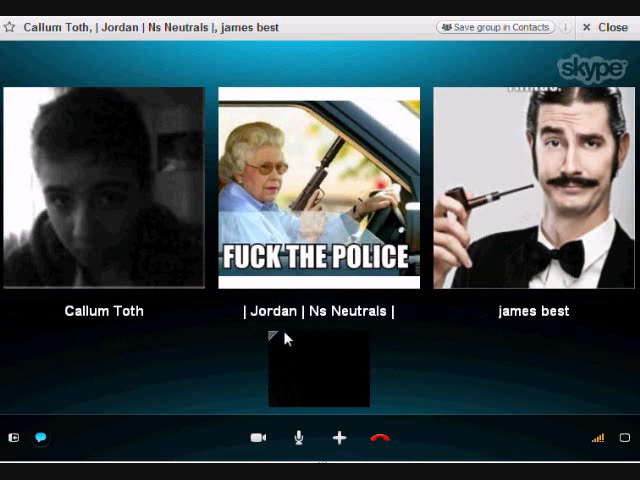 Callum Toth, | Jordan | Ns Neutrals |, james best
Save group in Contacts
Close
skype
FUCK THE POLICE
Callum Toth
| Jordan | Ns Neutrals |
james best